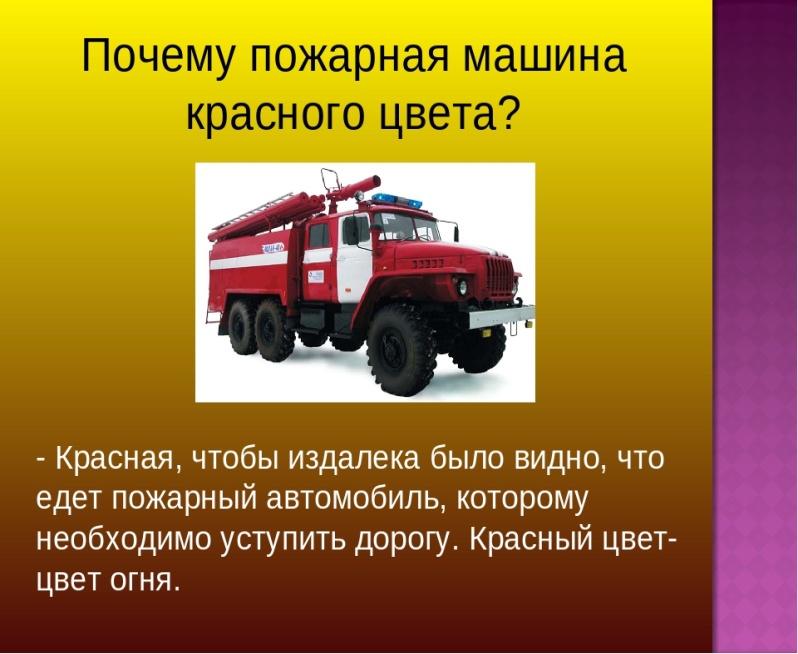 Почему пожарная машина
красного цвета?
- Красная, чтобы издалека было видно, что
едет пожарный автомобиль, которому
необходимо уступить дорогу. Красный цвет-
цвет огня.